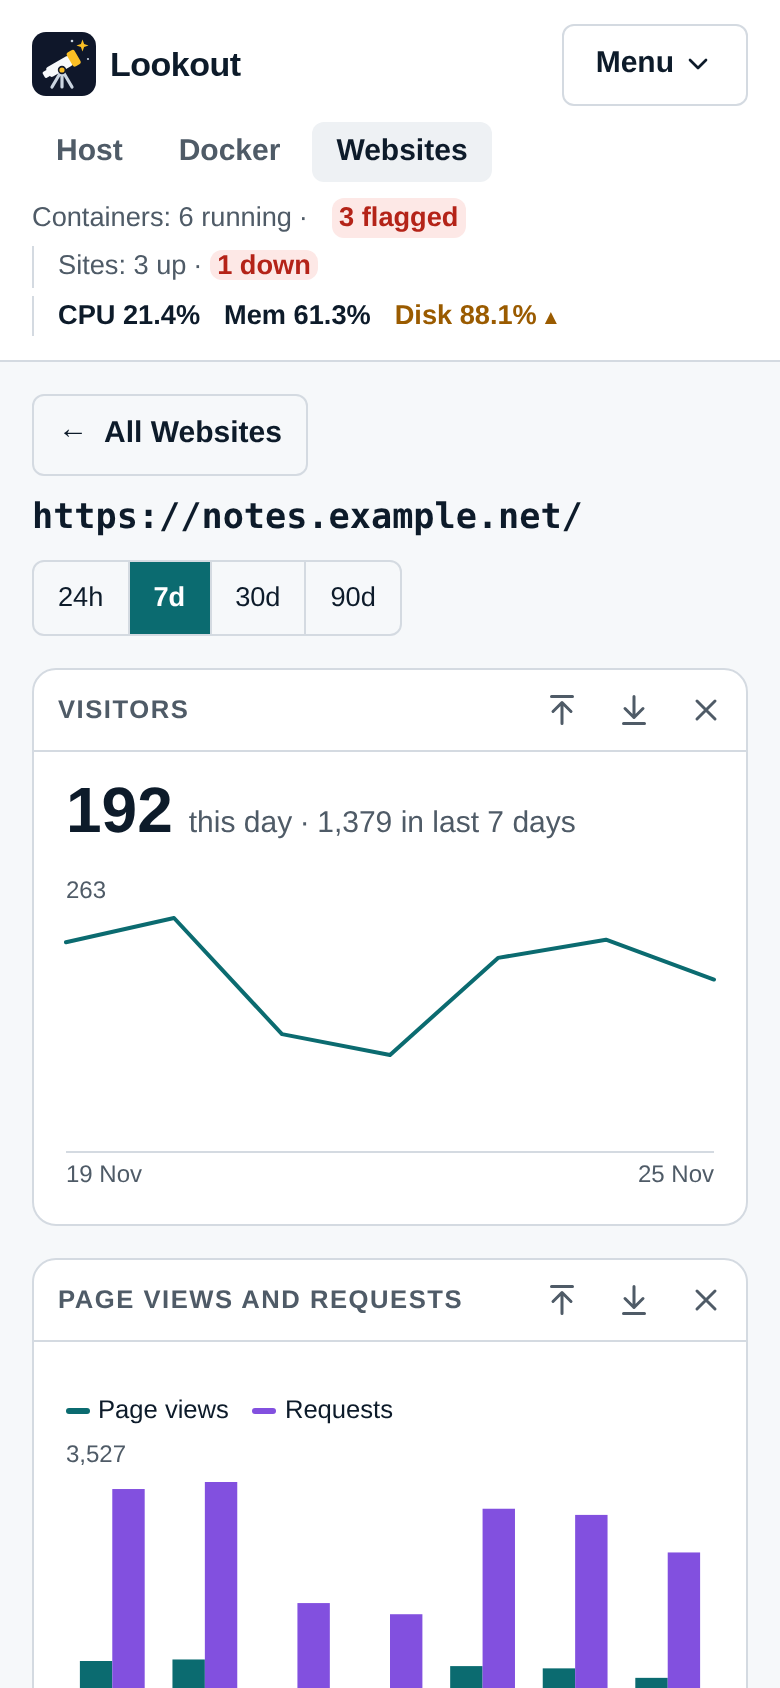 Lookout
Menu
Host Docker Websites
Containers: 6 running · 3 flagged
Sites: 3 up · 1 down
CPU 21.4% Mem 61.3% Disk 88.1% ▲
← All Websites
https://notes.example.net/
24h 7d 30d 90d
VISITORS
192 this day · 1,379 in last 7 days
263
19 Nov 25 Nov
PAGE VIEWS AND REQUESTS
Page views Requests
3,527